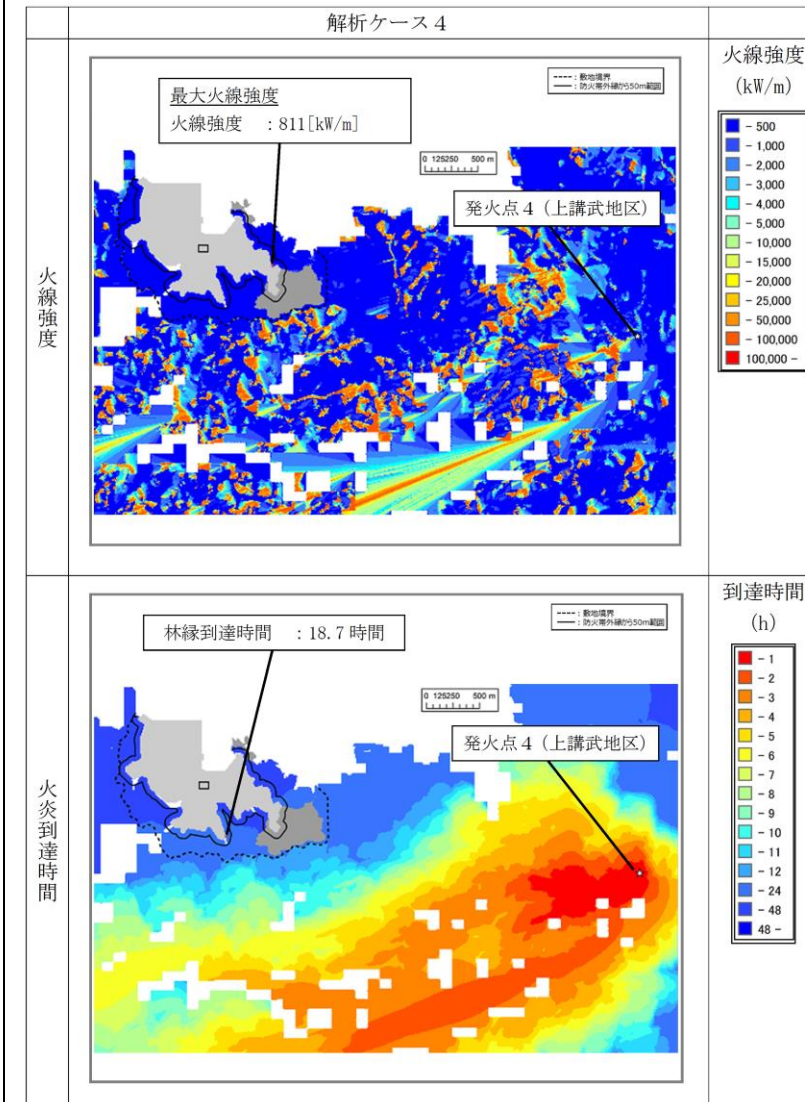 解析ケース4
火線強度
(kW/m)
最大火線強度
火線強度 :811[kW/m]
---- : 敷地境界
― : 防火帯外縁から50m範囲
0 125250 500 m
発火点4（上講武地区）
火線強度
- 500
- 1,000
- 2,000
- 3,000
- 4,000
- 5,000
- 10,000
- 15,000
- 20,000
- 25,000
- 50,000
- 100,000
100,000 -
到達時間
(h)
林縁到達時間 :18.7時間
---- : 敷地境界
― : 防火帯外縁から50m範囲
0 125250 500 m
発火点4（上講武地区）
火炎到達時間
- 1
- 2
- 3
- 4
- 5
- 6
- 7
- 8
- 9
- 10
- 11
- 12
- 24
- 48
48 -